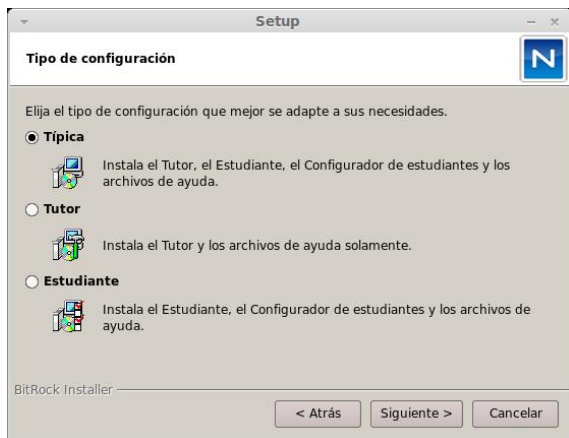 Setup
Tipo de configuración
N
Elija el tipo de configuración que mejor se adapte a sus necesidades.
Típica
Instala el Tutor, el Estudiante, el Configurador de estudiantes y los
archivos de ayuda.
Tutor
Instala el Tutor y los archivos de ayuda solamente.
Estudiante
Instala el Estudiante, el Configurador de estudiantes y los archivos de
ayuda.
BitRock Installer
< Atrás
Siguiente >
Cancelar